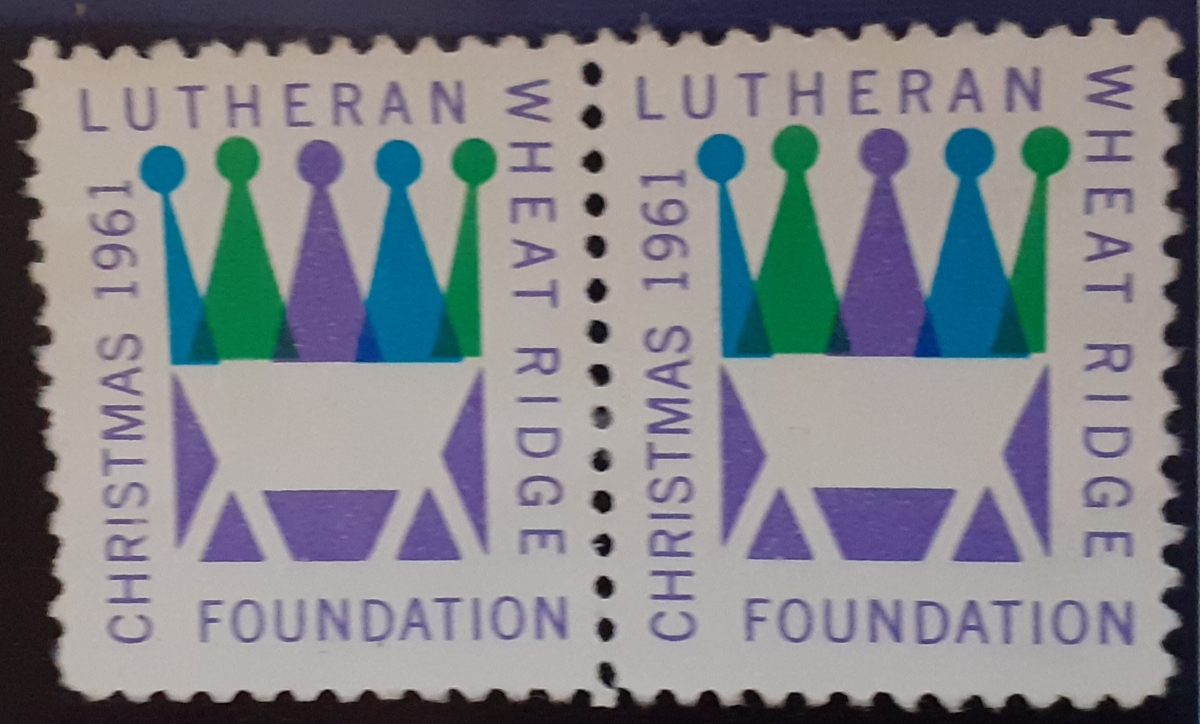 LUTHERAN
WHEAT RIDGE
FOUNDATION
CHRISTMAS 1961
LUTHERAN
WHEAT RIDGE
FOUNDATION
CHRISTMAS 1961